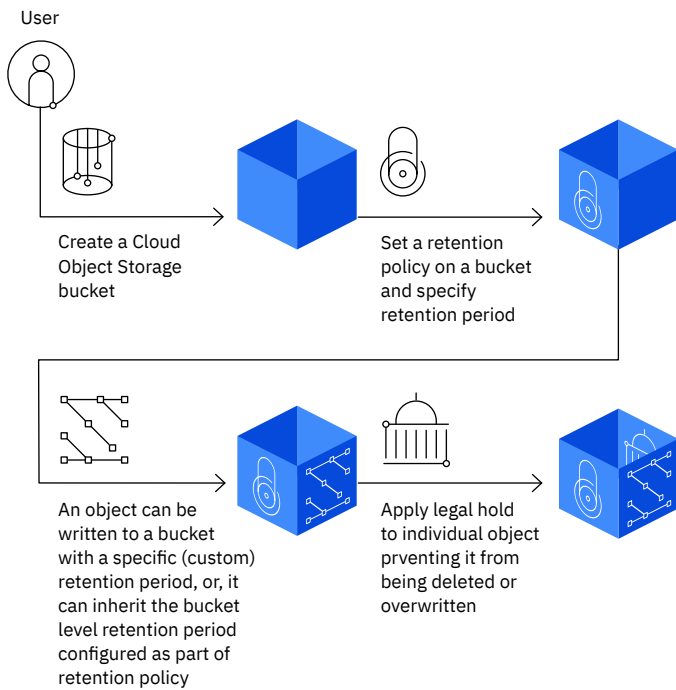 User
Create a Cloud
Object Storage
bucket
Set a retention
policy on a bucket
and specify
retention period
An object can be
written to a bucket
with a specific (custom)
retention period, or, it
can inherit the bucket
level retention period
configured as part of
retention policy
Apply legal hold
to individual object
prventing it from
being deleted or
overwritten